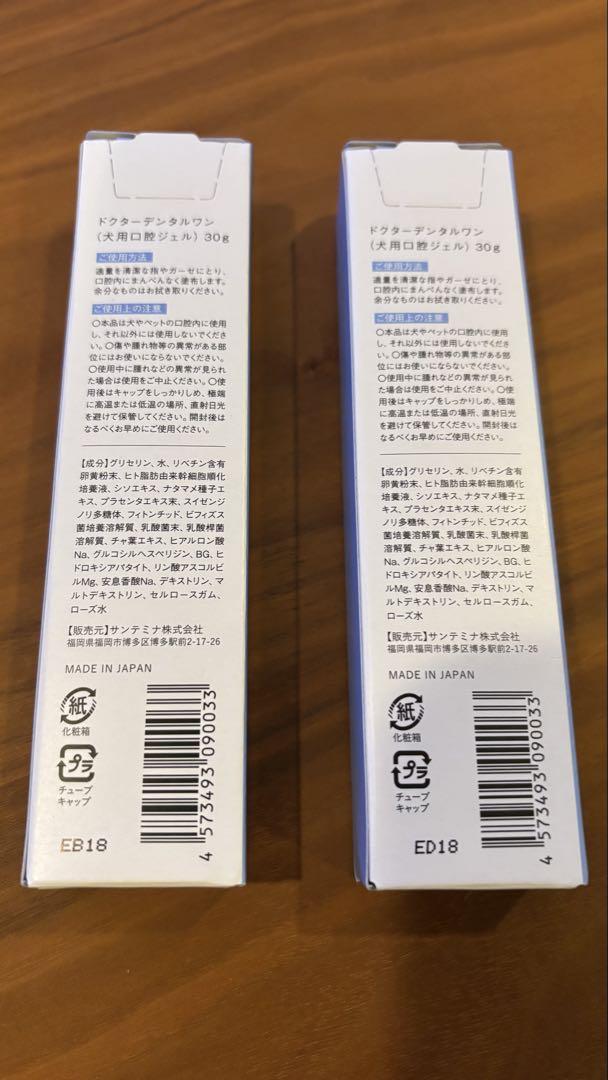 ドクターデンタルワン
（犬用口腔ジェル）30g
ご使用方法
適量を清潔な指やガーゼにとり、
口腔内にまんべんなく塗布します。
余分なものはお拭き取りください。
ご使用上の注意
〇本品は犬やペットの口腔内に使用
し、それ以外には使用しないでくださ
い。〇傷や腫れ物等の異常がある部
位にはお使いにならないでください。
〇使用中に腫れなどの異常が見られ
た場合は使用をご中止ください。〇使
用後はキャップをしっかりしめ、極端
に高温または低温の場所、直射日光
を避けて保管してください。開封後は
なるべくお早めにご使用ください。
【成分】グリセリン、水、リベチン含有
卵黄粉末、ヒト脂肪由来幹細胞順化
培養液、シソエキス、ナタマメ種子エ
キス、プラセンタエキス末、スイゼンジ
ノリ多糖体、フィトンチッド、ビフィズス
菌培養溶解質、乳酸菌末、乳酸桿菌
溶解質、チャ葉エキス、ヒアルロン酸
Na、グルコシルヘスペリジン、BG、ヒ
ドロキシアパタイト、リン酸アスコルビ
ルMg、安息香酸Na、デキストリン、マ
ルトデキストリン、セルロースガム、
ローズ水
【販売元】サンテミナ株式会社
福岡県福岡市博多区博多駅前2-17-26
MADE IN JAPAN
紙
化粧箱
プラ
チューブ
キャップ
EB18
4 573493 090033
ドクターデンタルワン
（犬用口腔ジェル）30g
ご使用方法
適量を清潔な指やガーゼにとり、
口腔内にまんべんなく塗布します。
余分なものはお拭き取りください。
ご使用上の注意
〇本品は犬やペットの口腔内に使用
し、それ以外には使用しないでくださ
い。〇傷や腫れ物等の異常がある部
位にはお使いにならないでください。
〇使用中に腫れなどの異常が見られ
た場合は使用をご中止ください。〇使
用後はキャップをしっかりしめ、極端
に高温または低温の場所、直射日光
を避けて保管してください。開封後は
なるべくお早めにご使用ください。
【成分】グリセリン、水、リベチン含有
卵黄粉末、ヒト脂肪由来幹細胞順化
培養液、シソエキス、ナタマメ種子エ
キス、プラセンタエキス末、スイゼンジ
ノリ多糖体、フィトンチッド、ビフィズス
菌培養溶解質、乳酸菌末、乳酸桿菌
溶解質、チャ葉エキス、ヒアルロン酸
Na、グルコシルヘスペリジン、BG、ヒ
ドロキシアパタイト、リン酸アスコルビ
ルMg、安息香酸Na、デキストリン、マ
ルトデキストリン、セルロースガム、
ローズ水
【販売元】サンテミナ株式会社
福岡県福岡市博多区博多駅前2-17-26
MADE IN JAPAN
紙
化粧箱
プラ
チューブ
キャップ
ED18
4 573493 090033